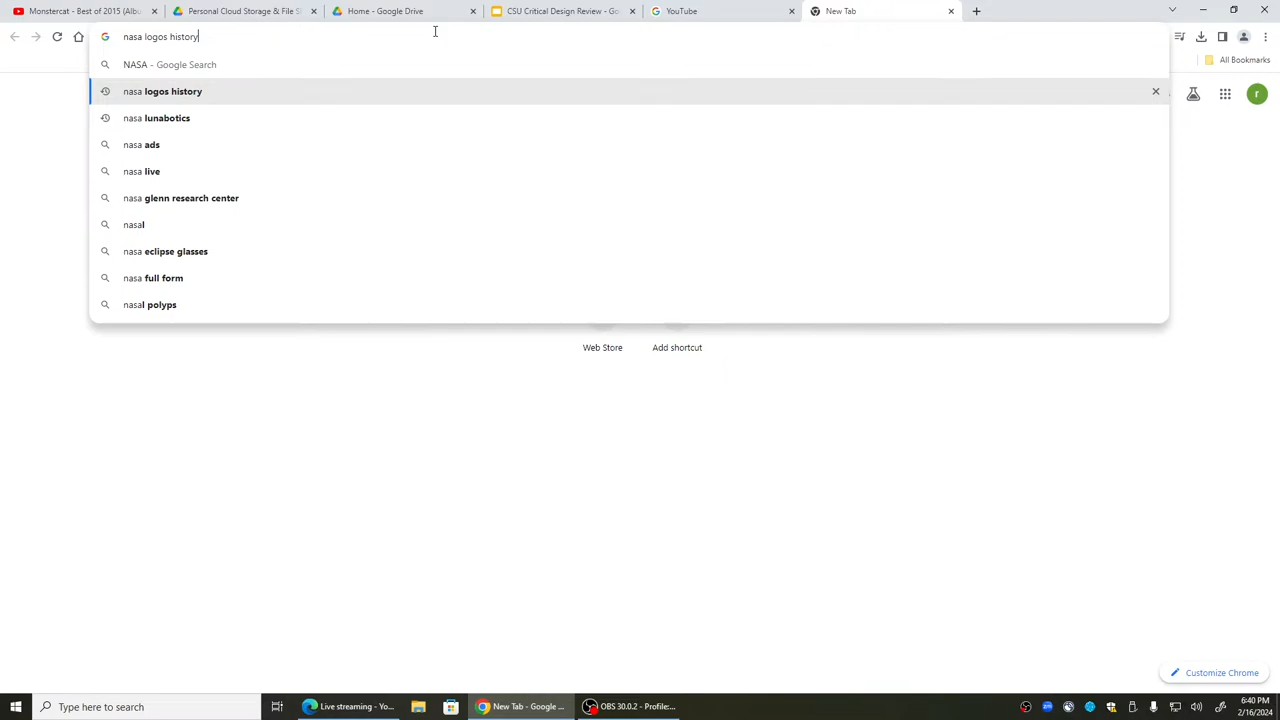 Monstercat - Best of 2015 (Albu
Personal Cloud Storage & File S
Home - Google Drive
CSU Critical Design Review - Go
YouTube
New Tab
nasa logos history
All Bookmarks
NASA - Google Search
nasa logos history
nasa lunabotics
nasa ads
nasa live
nasa glenn research center
nasal
nasa eclipse glasses
nasa full form
nasal polyps
r
Web Store
Add shortcut
Customize Chrome
Type here to search
Live streaming - Yo...
New Tab - Google ...
OBS 30.0.2 - Profile:...
6:40 PM
2/16/2024